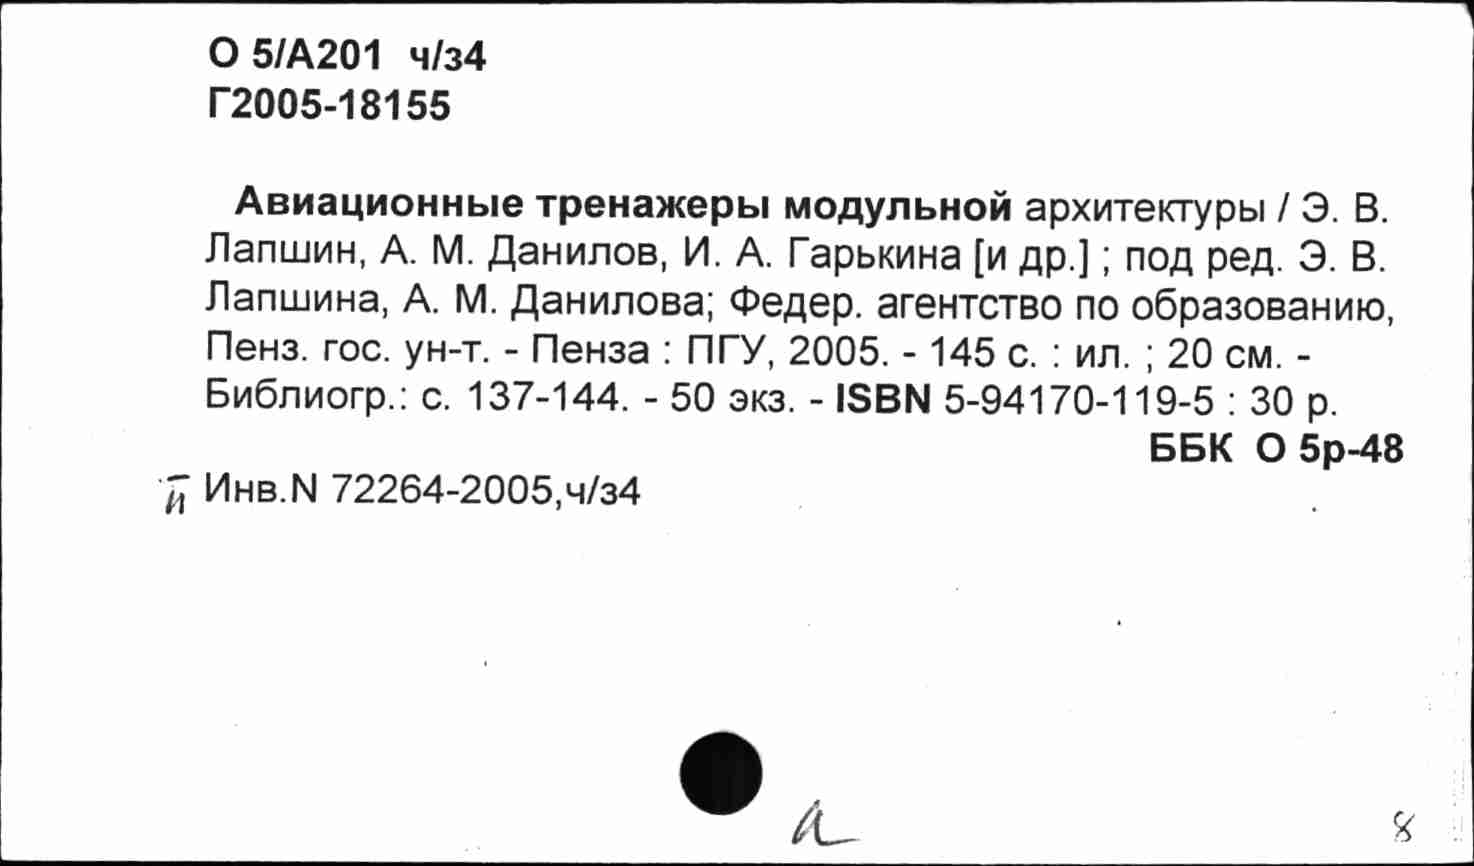 О 5/А201 ч/з4
Г2005-18155
Авиационные тренажеры модульной архитектуры / Э. В.
Лапшин, А. М. Данилов, И. А. Гарькина [и др.] ; под ред. Э. В.
Лапшина, А. М. Данилова; Федер. агентство по образованию,
Пенз. гос. ун-т. - Пенза : ПГУ, 2005. - 145 с. : ил. ; 20 см. -
Библиогр.: с. 137-144. - 50 экз. - ISBN 5-94170-119-5 : 30 р.
ББК О 5р-48
Инв.N 72264-2005,ч/з4
а
8